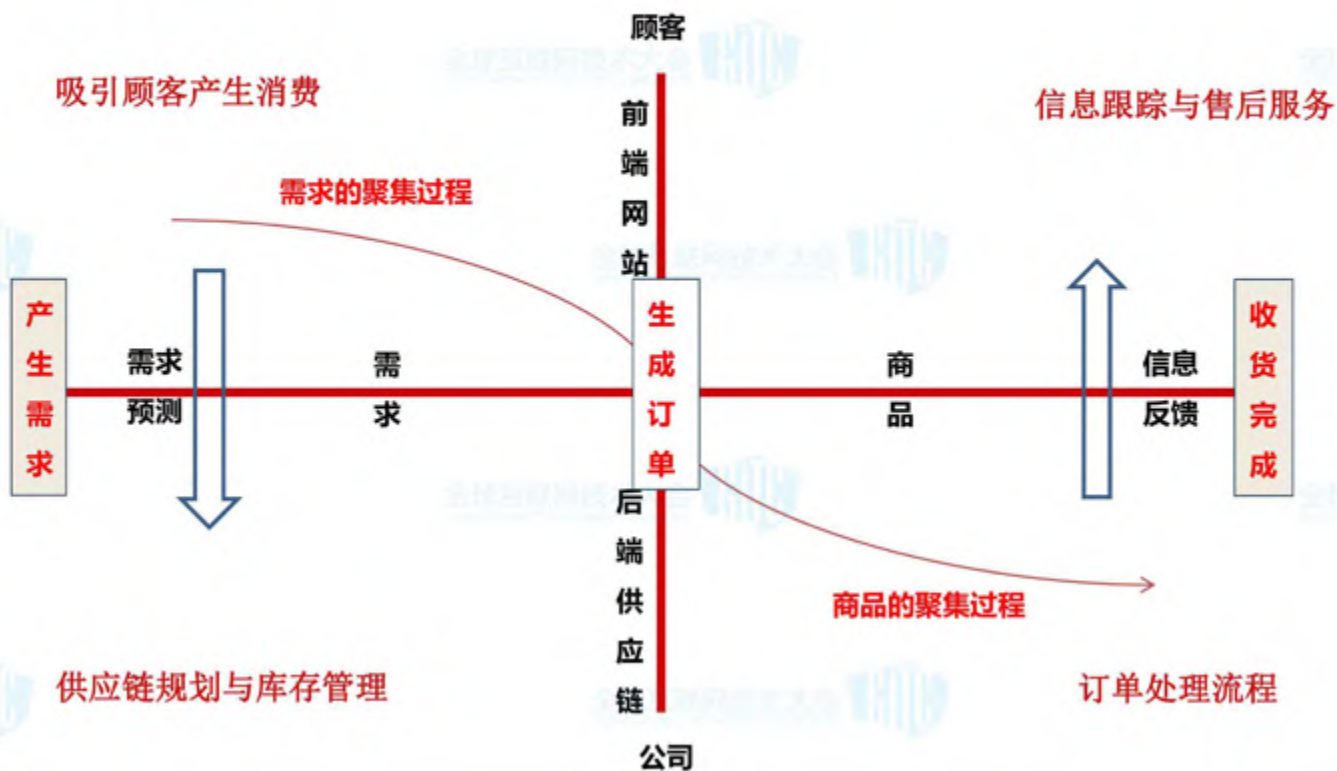 顾客
吸引顾客产生消费
信息跟踪与售后服务
前端网站
需求的聚集过程
产生需求
需求
预测
需求
生成订单
商品
信息
反馈
收货完成
后端供应链
商品的聚集过程
供应链规划与库存管理
订单处理流程
公司